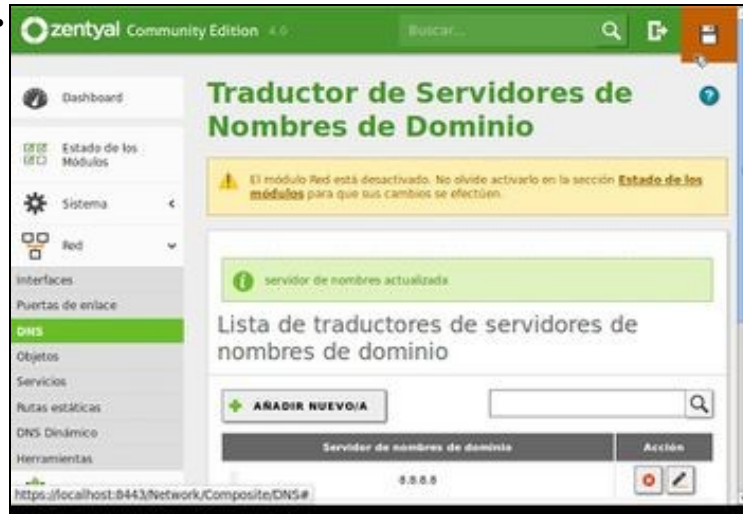 zentyal Community Edition 4.0
Buscar...
Dashboard
Estado de los
Módulos
Sistema
Red
Interfaces
Puertas de enlace
DNS
Objetos
Servicios
Rutas estáticas
DNS Dinámico
Herramientas
Traductor de Servidores de
Nombres de Dominio
El módulo Red está desactivado. No olvide activarlo en la sección Estado de los
módulos para que sus cambios se efectúen.
servidor de nombres actualizada
Lista de traductores de servidores de
nombres de dominio
AÑADIR NUEVO/A
Servidor de nombres de dominio
Acción
8.8.8.8
https://localhost:8443/Network/Composite/DNS#